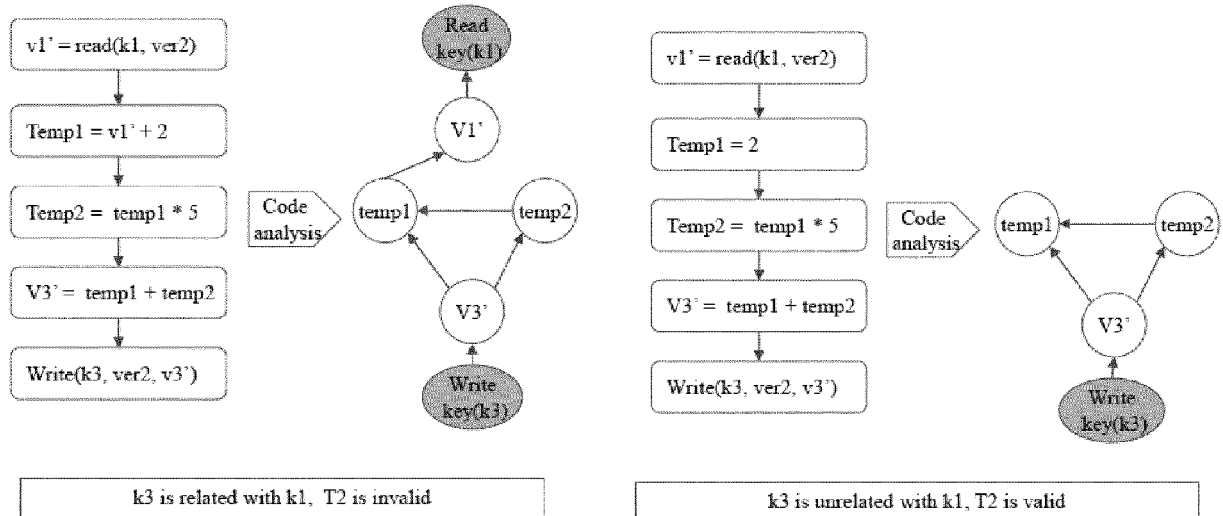 v1’ = read(k1, ver2)
Temp1 = v1’ + 2
Temp2 = temp1 * 5
V3’ = temp1 + temp2
Write(k3, ver2, v3’)
Code
analysis
Read
key(k1)
V1’
temp1
temp2
V3’
Write
key(k3)
k3 is related with k1, T2 is invalid
v1’ = read(k1, ver2)
Temp1 = 2
Temp2 = temp1 * 5
V3’ = temp1 + temp2
Write(k3, ver2, v3’)
Code
analysis
temp1
temp2
V3’
Write
key(k3)
k3 is unrelated with k1, T2 is valid